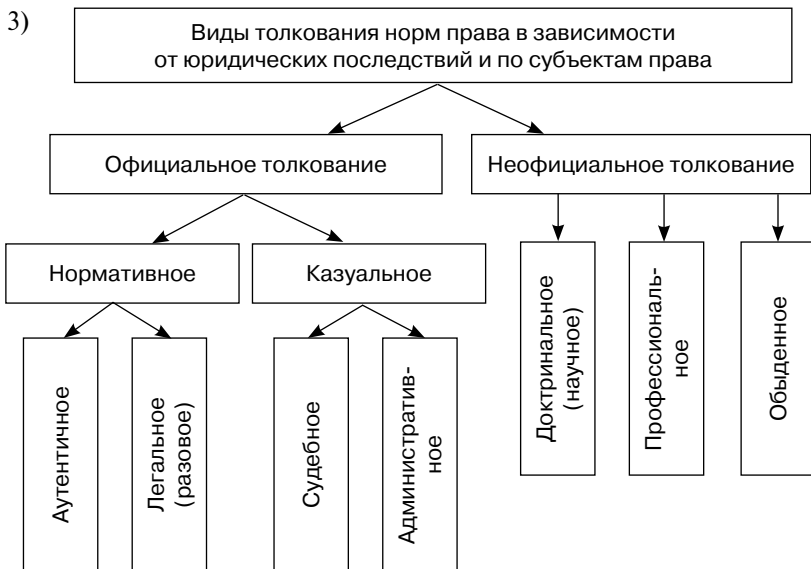 3)
Виды толкования норм права в зависимости
от юридических последствий и по субъектам права
Официальное толкование
Неофициальное толкование
Нормативное
Казуальное
Аутентичное
Легальное
(разовое)
Судебное
Административ-
ное
Доктринальное
(научное)
Профессиональ-
ное
Обыденное